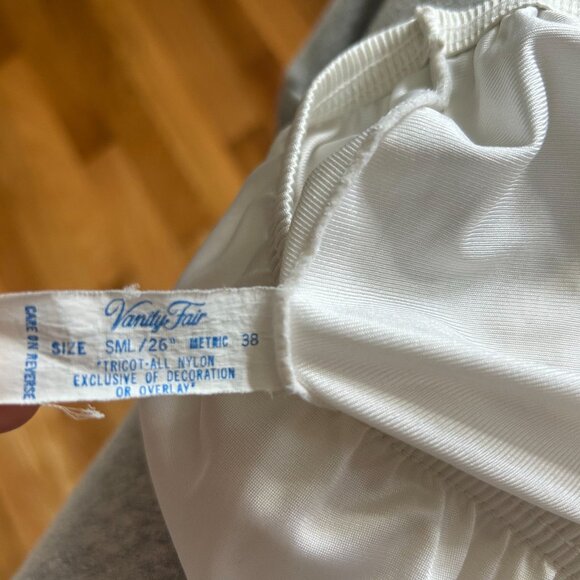 Vanity Fair
SIZE SML/26" METRIC 38
"TRICOT-ALL NYLON
EXCLUSIVE OF DECORATION
OR OVERLAY"
CARE ON REVERSE